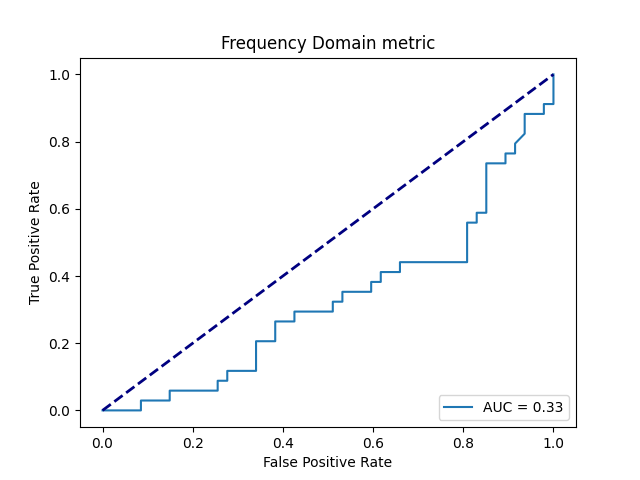 Frequency Domain metric
1.0
0.8
0.6
0.4
0.2
0.0
True Positive Rate
AUC = 0.33
0.0 0.2 0.4 0.6 0.8 1.0
False Positive Rate